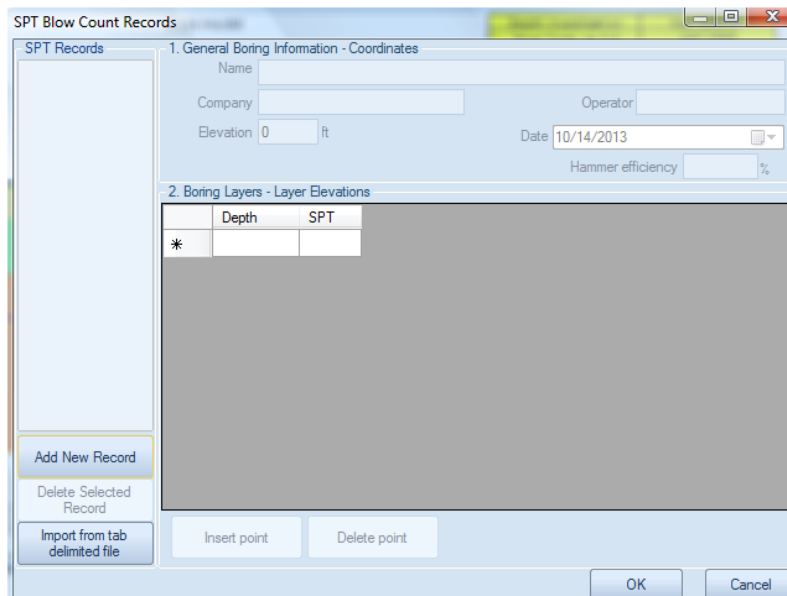 SPT Blow Count Records
SPT Records
1. General Boring Information - Coordinates
Name
Company
Operator
Elevation 0 ft
Date 10/14/2013
Hammer efficiency %
2. Boring Layers - Layer Elevations
Depth SPT
*
Add New Record
Delete Selected
Record
Import from tab
delimited file
Insert point
Delete point
OK
Cancel